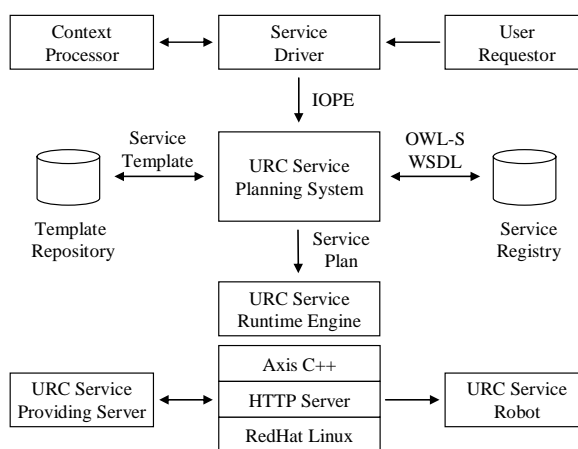 Context
Processor
Service
Driver
User
Requestor
IOPE
Service
Template
URC Service
Planning System
OWL-S
WSDL
Template
Repository
Service
Registry
Service
Plan
URC Service
Runtime Engine
Axis C++
URC Service
Providing Server
HTTP Server
URC Service
Robot
RedHat Linux